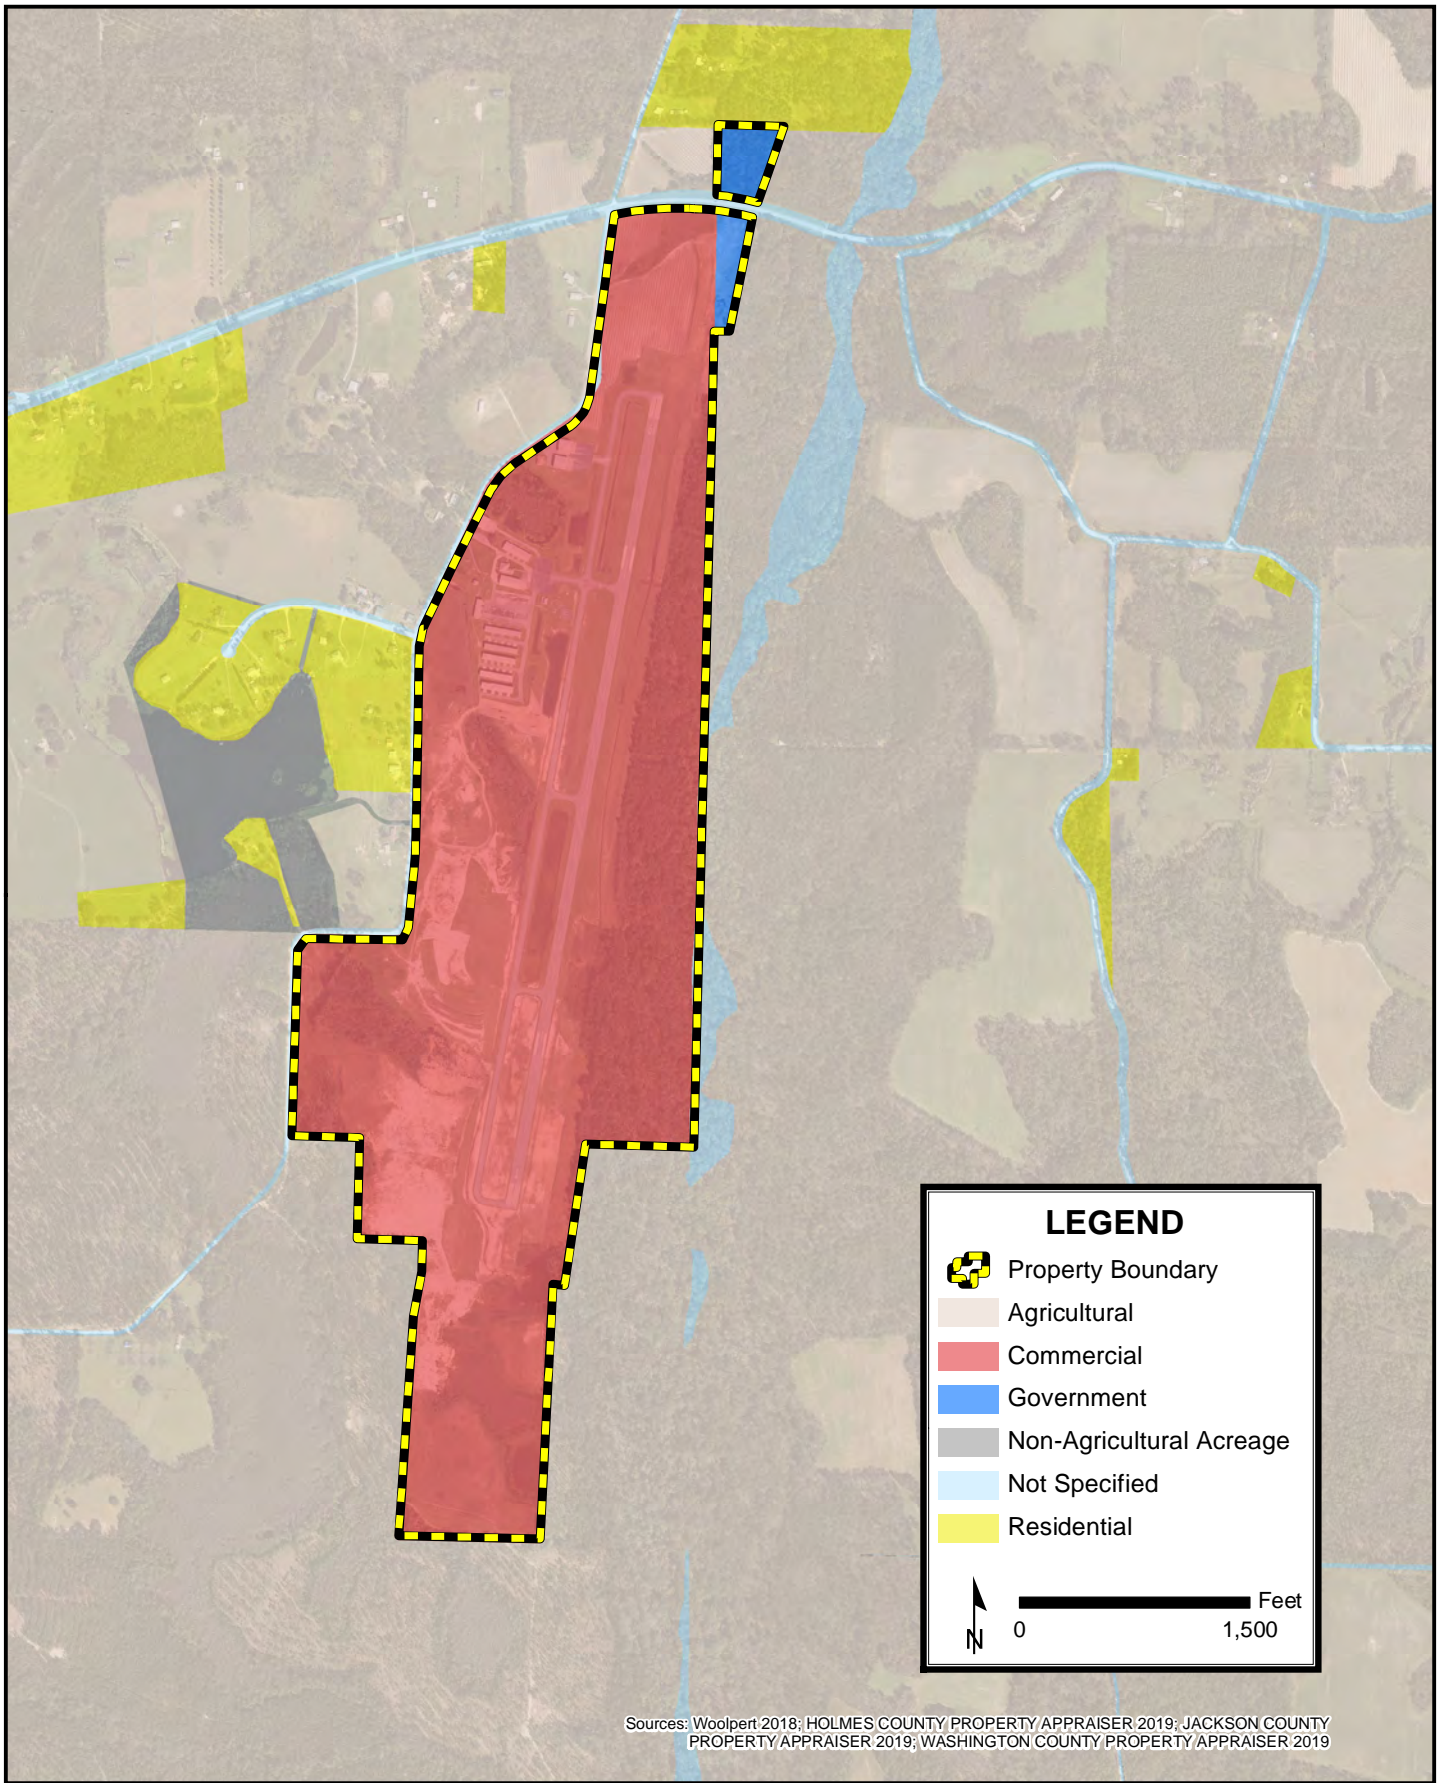 LEGEND
Property Boundary
Agricultural
Commercial
Government
Non-Agricultural Acreage
Not Specified
Residential
N
Feet
0 1,500
Sources: Woolpert 2018; HOLMES COUNTY PROPERTY APPRAISER 2019; JACKSON COUNTY
PROPERTY APPRAISER 2019; WASHINGTON COUNTY PROPERTY APPRAISER 2019